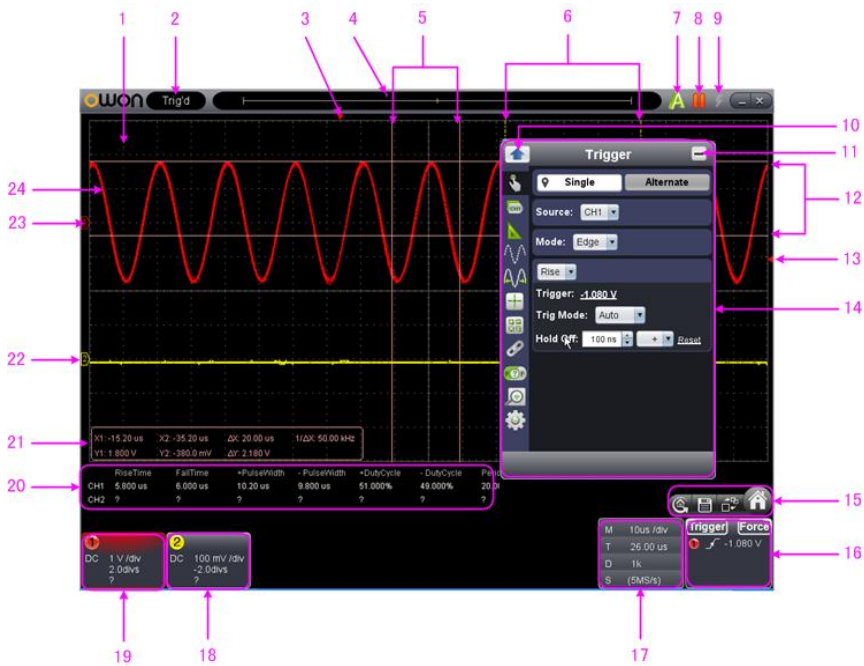 1 2 3 4 5 6 7 8 9
OWON Trig'd A
10 Trigger 11
Single Alternate
24 12
Source: CH1
23
Mode: Edge
13
Rise
Trigger: -1.080 V
14
Trig Mode: Auto
Hold Off: 100 ns + Reset
22
21
X1: -15.20 us X2: -35.20 us ΔX: 20.00 us 1/ΔX: 50.00 kHz
Y1: 1.800 V Y2: -380.0 mV ΔY: 2.180 V
20
RiseTime FallTime +PulseWidth - PulseWidth +DutyCycle - DutyCycle
CH1 5.800 us 6.000 us 10.20 us 9.800 us 51.000% 49.000%
CH2 ? ? ? ? ? ? ?
15
1 2 M 10us /div Trigger Force
DC 1 V /div DC 100 mV /div T 26.00 us 1 -1.080 V 16
2.0divs -2.0divs D 1k
? ? S (5MS/s)
19 18 17